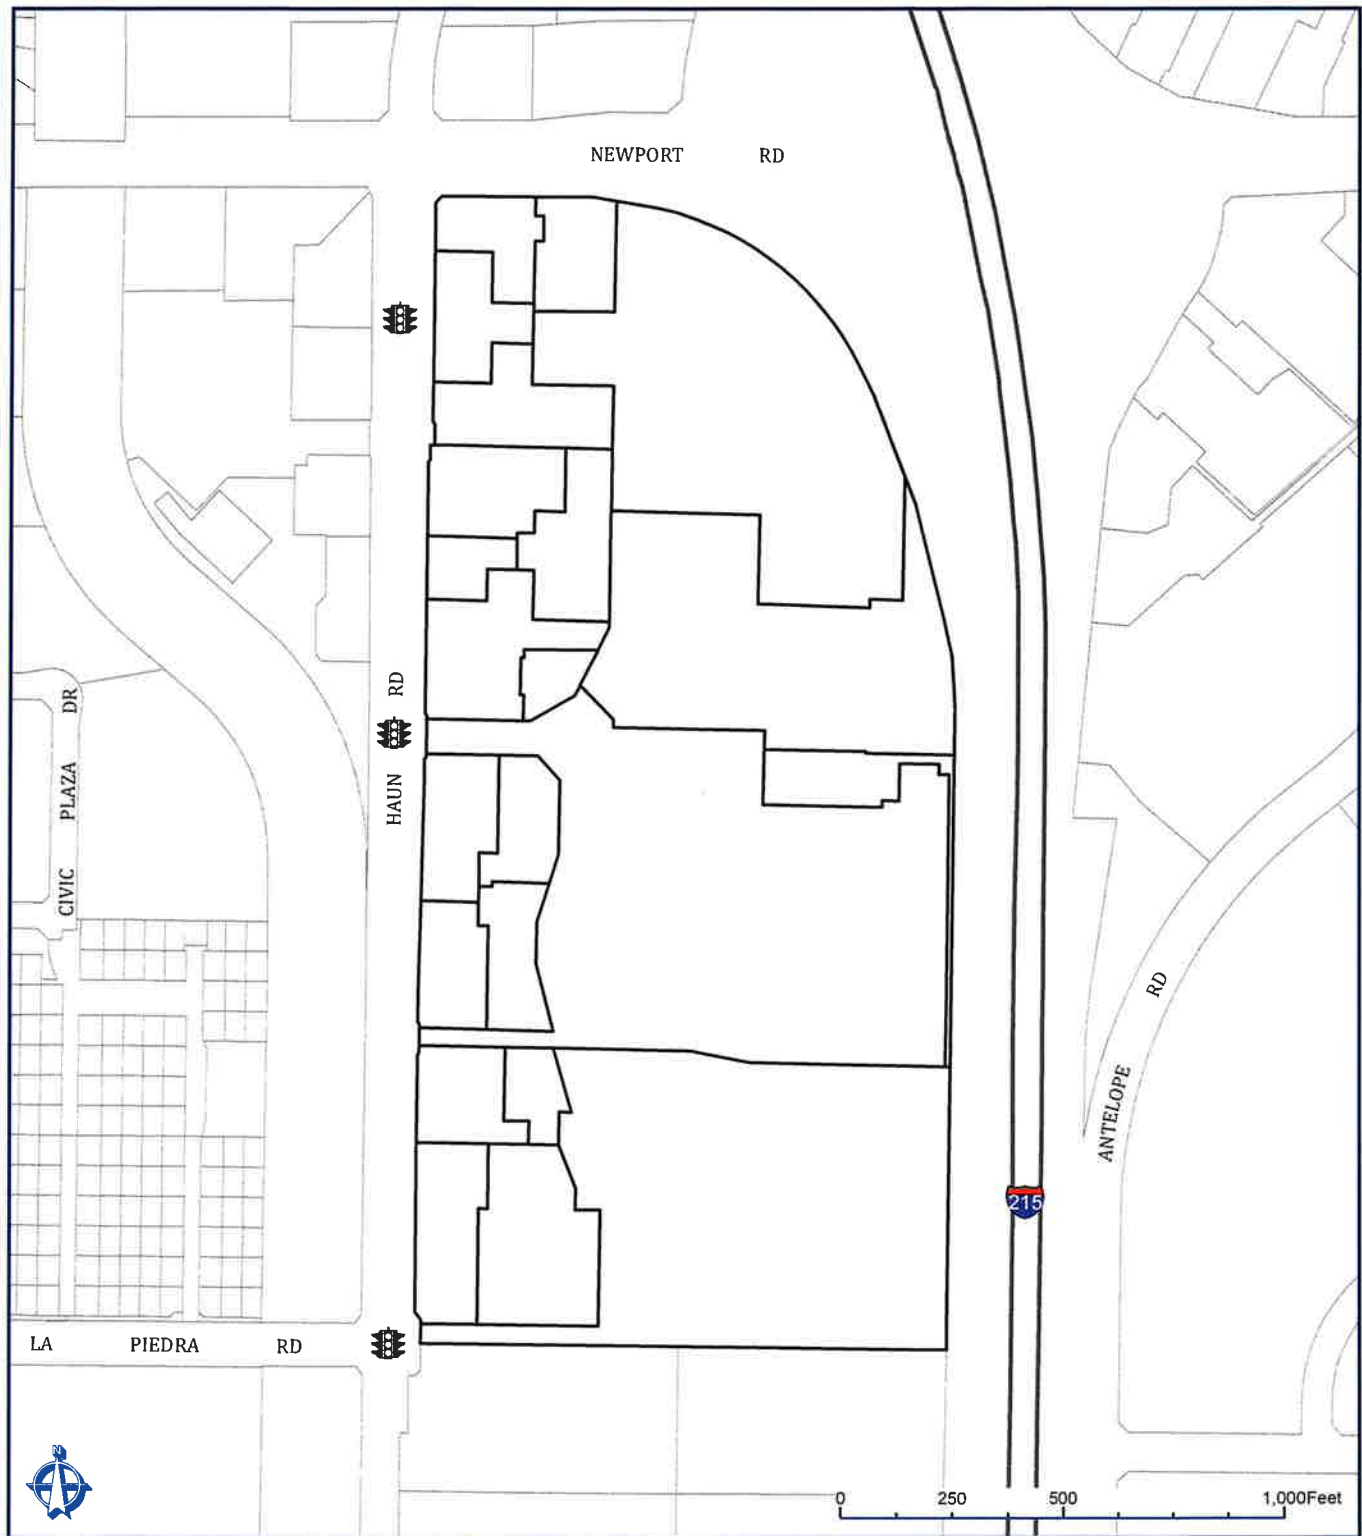 NEWPORT RD
RD
HAUN
CIVIC PLAZA DR
RD
ANTELOPE
215
LA PIEDRA RD
N
0 250 500 1,000Feet